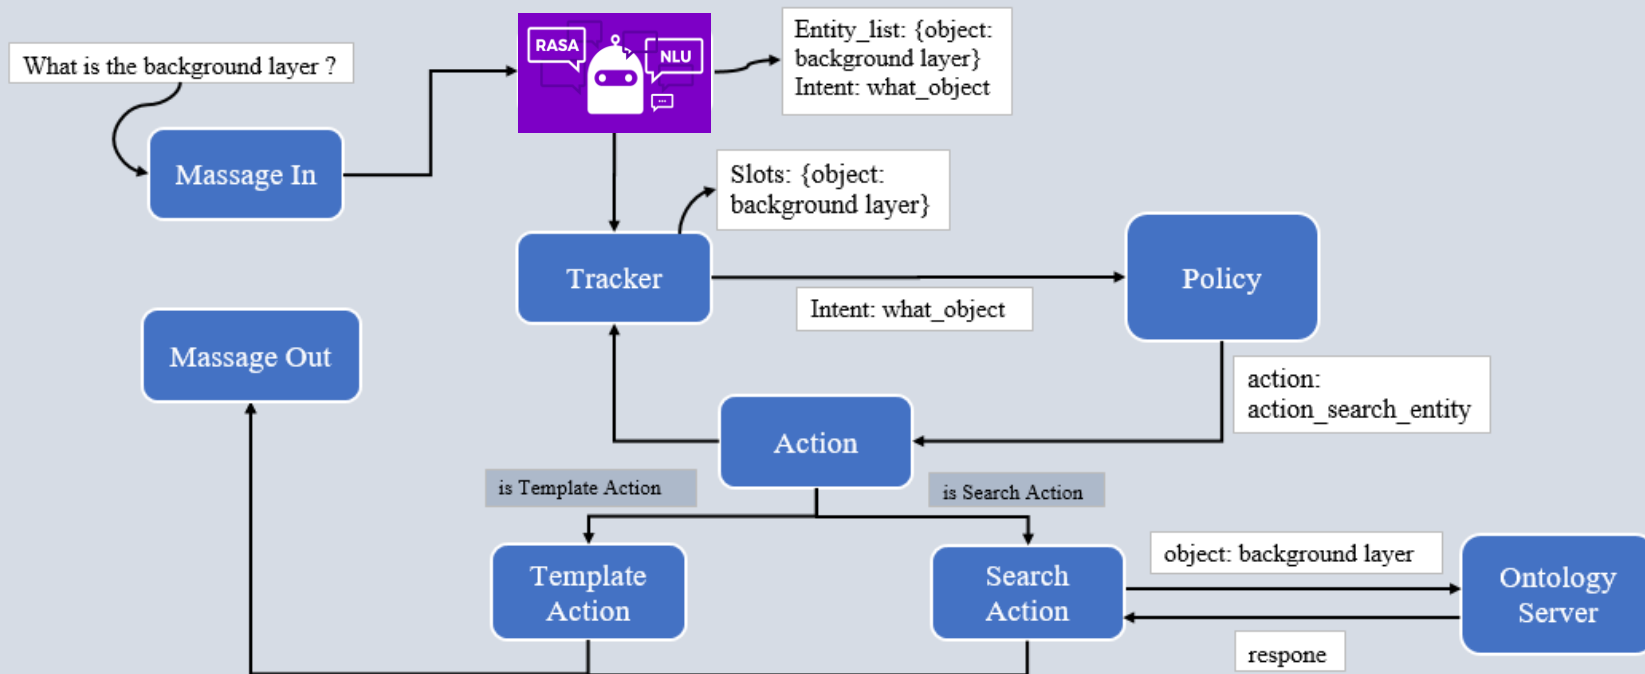 What is the background layer ?
RASA
NLU
Entity_list: {object:
background layer}
Intent: what_object
Massage In
Slots: {object:
background layer}
Tracker
Policy
Intent: what_object
Massage Out
action:
action_search_entity
Action
is Template Action
is Search Action
Template
Action
Search
Action
object: background layer
Ontology
Server
respone